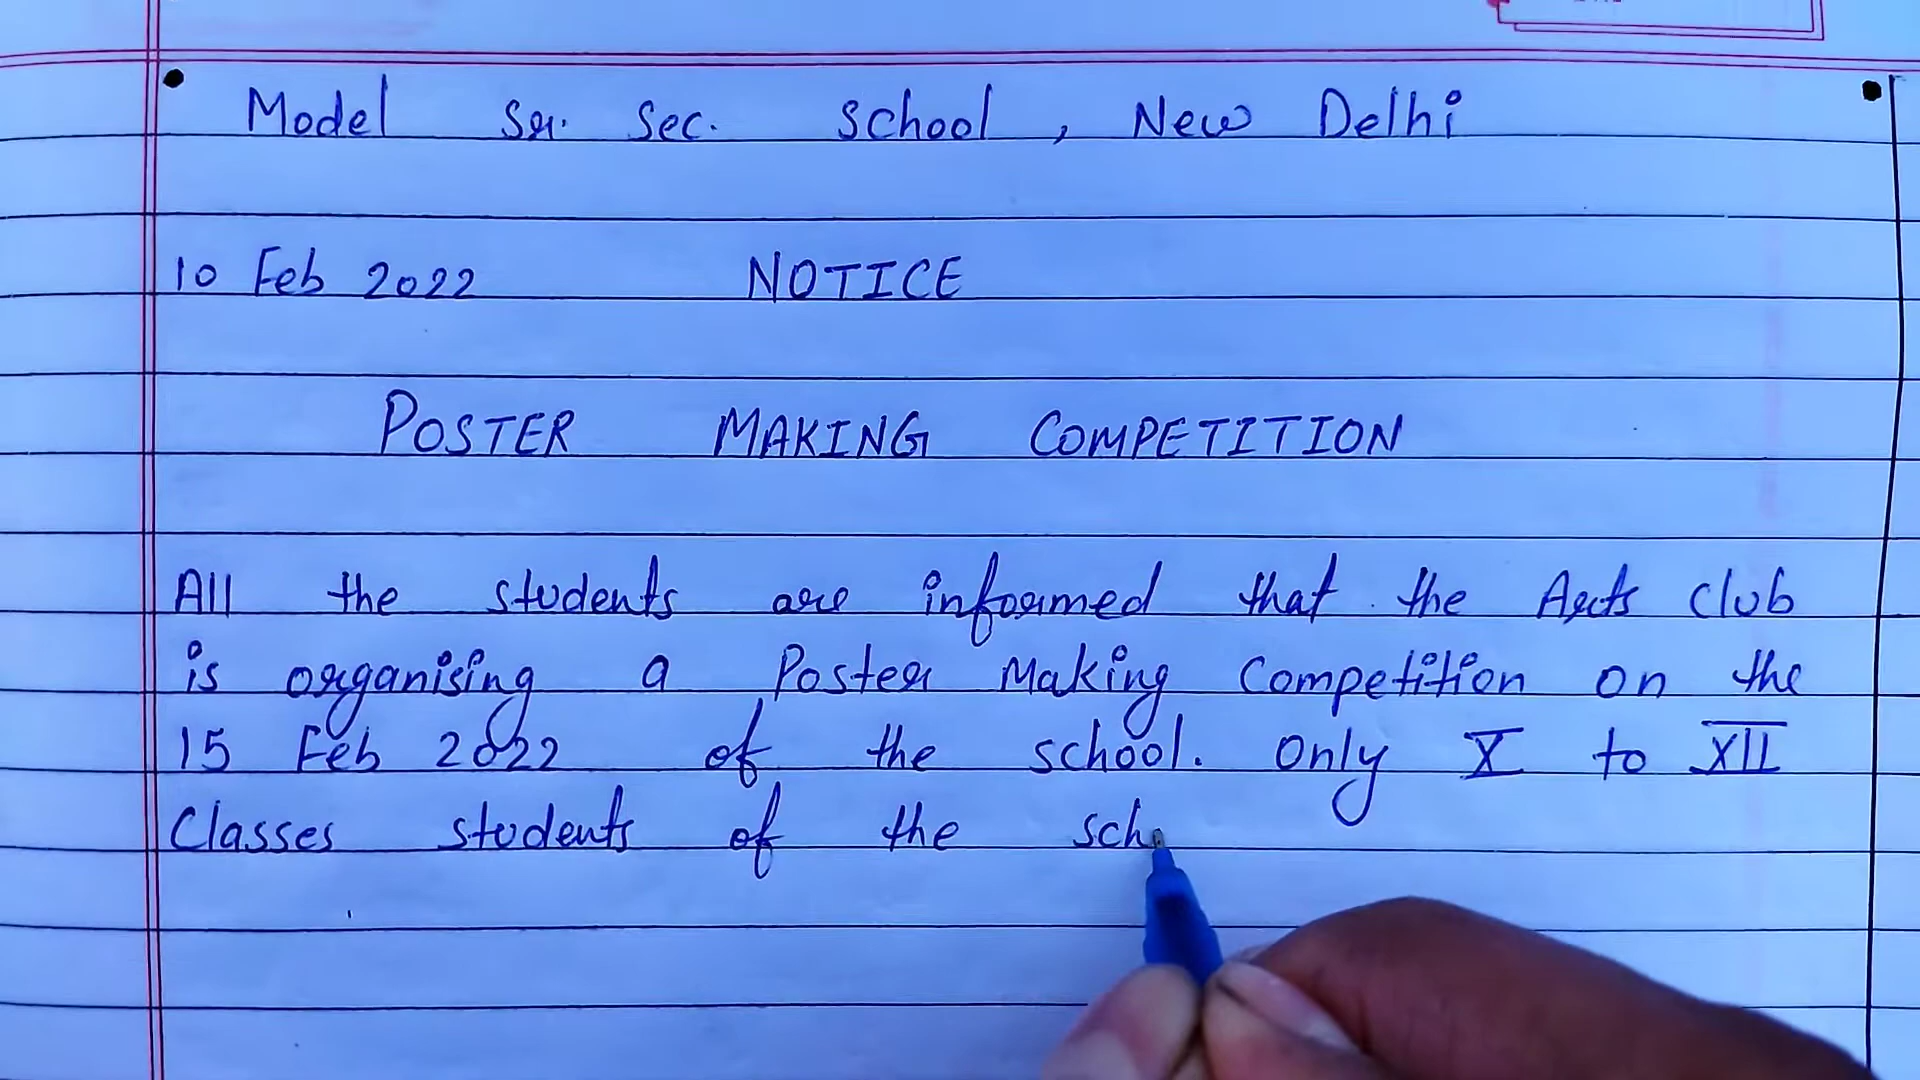 Model Sr. Sec. School, New Delhi
10 Feb 2022 NOTICE
POSTER MAKING COMPETITION
All the students are informed that the Arts Club
is organising a Poster Making Competition on the
15 Feb 2022 of the school. Only X to XII
Classes students of the sch